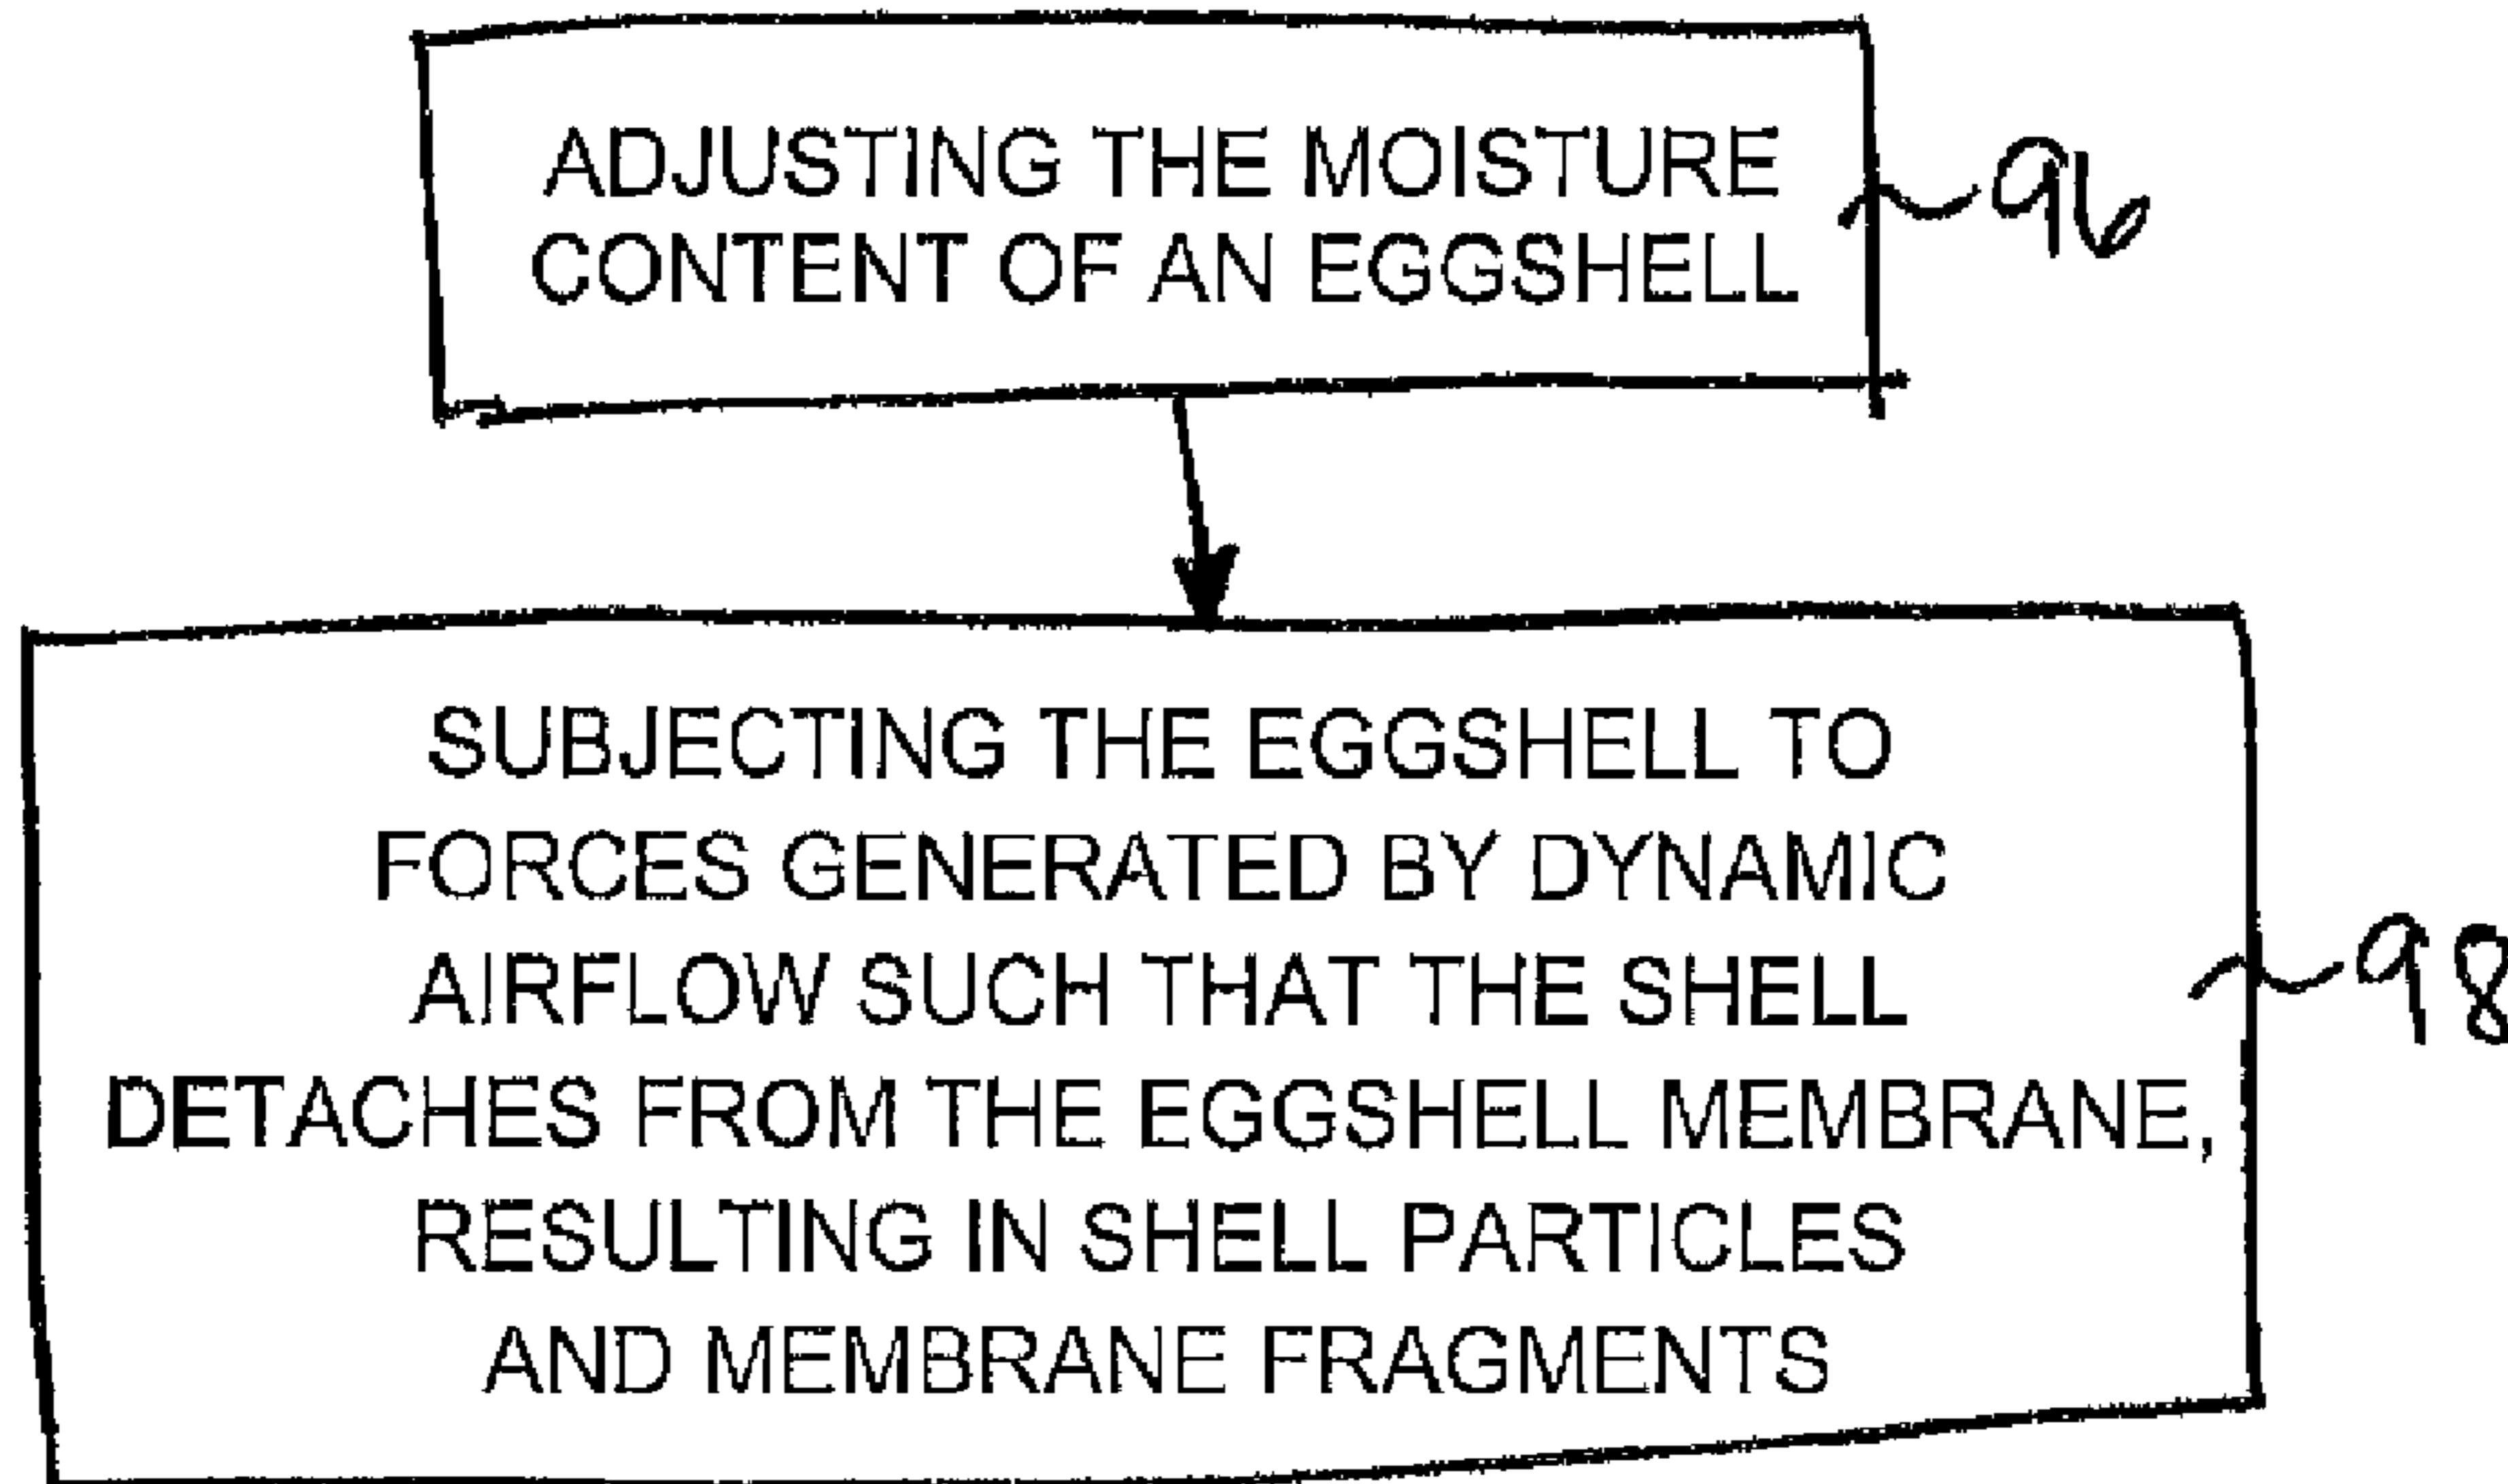 ADJUSTING THE MOISTURE
CONTENT OF AN EGGSHELL
96
SUBJECTING THE EGGSHELL TO
FORCES GENERATED BY DYNAMIC
AIRFLOW SUCH THAT THE SHELL
DETACHES FROM THE EGGSHELL MEMBRANE,
RESULTING IN SHELL PARTICLES
AND MEMBRANE FRAGMENTS
98